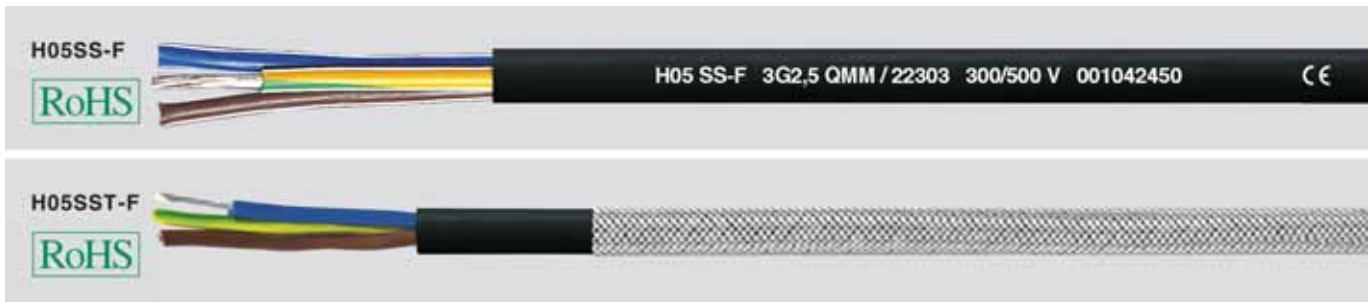 H05SS-F
RoHS
H05 SS-F 3G2,5 QMM / 22303 300/500 V 001042450 CE
H05SST-F
RoHS